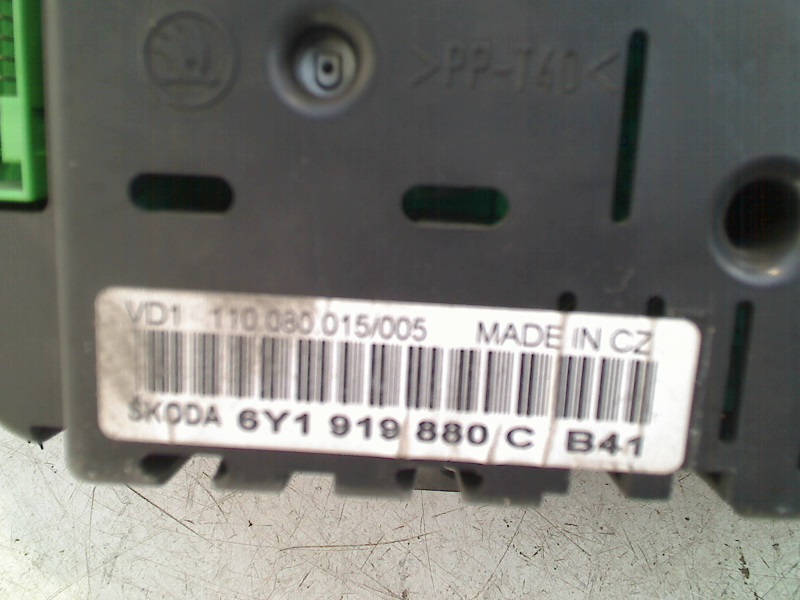 >PP-T40<
VD1 110.080.015/005 MADE IN CZ
ŠKODA 6Y1 919 880 C B41